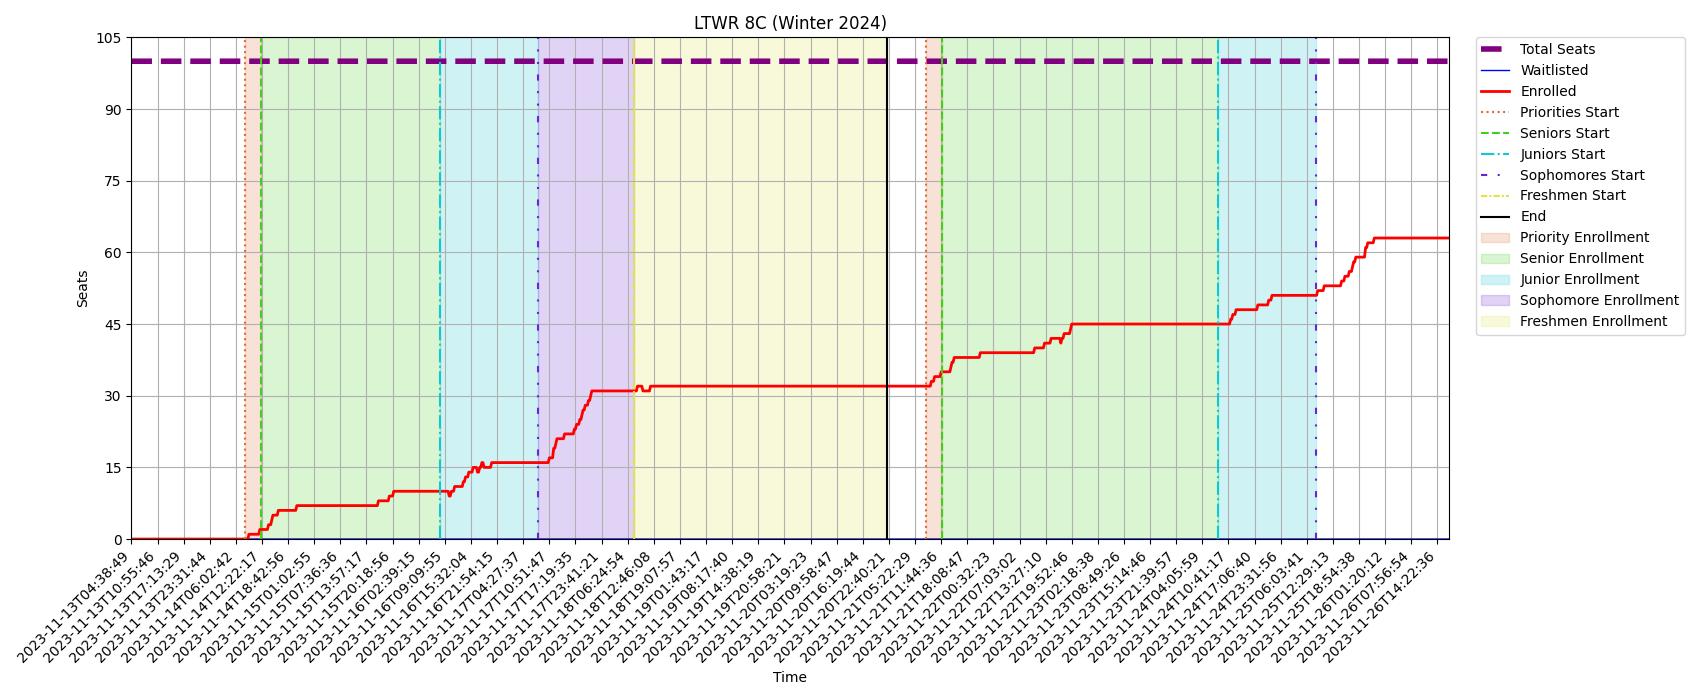 LTWR 8C (Winter 2024)
105
90
75
60
45
30
15
0
Seats
2023-11-13T04:38:49
2023-11-13T10:55:46
2023-11-13T17:13:29
2023-11-13T23:31:44
2023-11-14T06:02:42
2023-11-14T12:22:17
2023-11-14T18:42:56
2023-11-15T01:02:55
2023-11-15T07:36:36
2023-11-15T13:57:17
2023-11-15T20:18:56
2023-11-16T02:39:15
2023-11-16T09:09:55
2023-11-16T15:32:04
2023-11-16T21:54:15
2023-11-17T04:27:37
2023-11-17T10:51:47
2023-11-17T17:19:35
2023-11-17T23:41:21
2023-11-18T06:24:54
2023-11-18T12:46:08
2023-11-18T19:07:57
2023-11-19T01:43:17
2023-11-19T08:17:40
2023-11-19T14:38:19
2023-11-19T20:58:21
2023-11-20T03:19:23
2023-11-20T09:58:47
2023-11-20T16:19:44
2023-11-20T22:40:21
2023-11-21T05:22:29
2023-11-21T11:44:36
2023-11-21T18:08:47
2023-11-22T00:32:23
2023-11-22T07:03:02
2023-11-22T13:27:10
2023-11-22T19:52:46
2023-11-23T02:18:38
2023-11-23T08:49:26
2023-11-23T15:14:46
2023-11-23T21:39:57
2023-11-24T04:05:59
2023-11-24T10:41:17
2023-11-24T17:06:40
2023-11-24T23:31:56
2023-11-25T06:03:41
2023-11-25T12:29:13
2023-11-25T18:54:38
2023-11-26T01:20:12
2023-11-26T07:56:54
2023-11-26T14:22:36
Time
Total Seats
Waitlisted
Enrolled
Priorities Start
Seniors Start
Juniors Start
Sophomores Start
Freshmen Start
End
Priority Enrollment
Senior Enrollment
Junior Enrollment
Sophomore Enrollment
Freshmen Enrollment